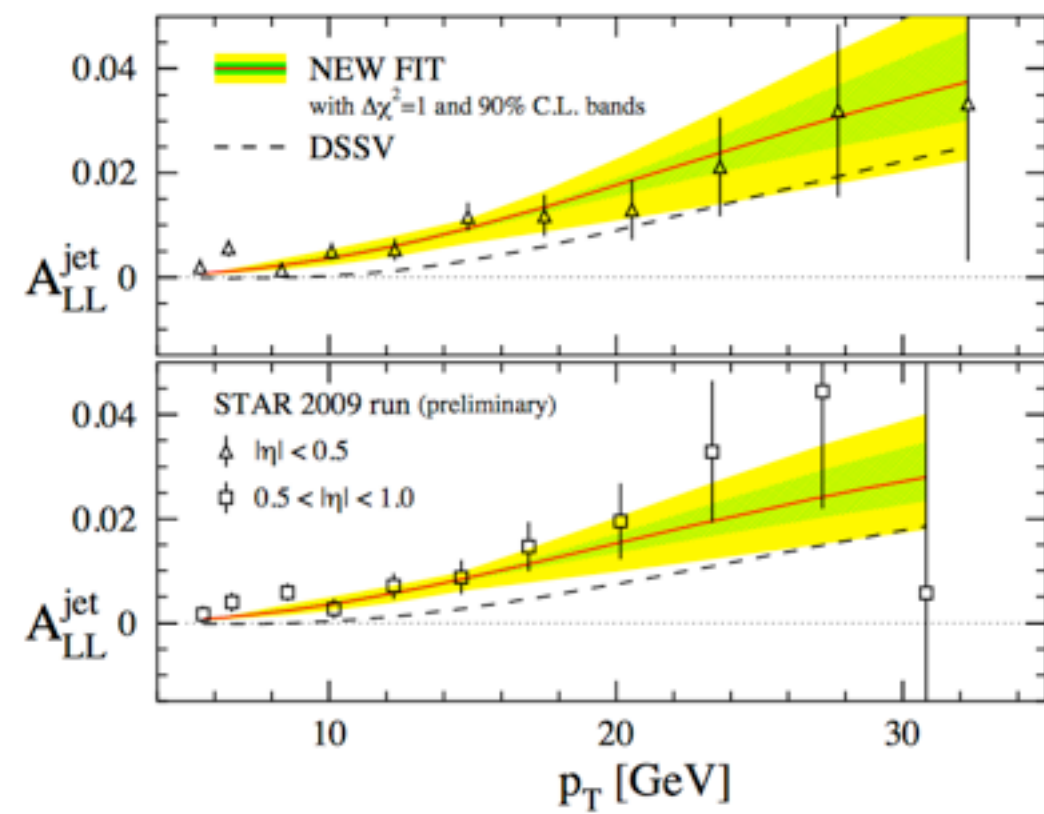 0.04
0.02
0
A_LL^jet
NEW FIT
with Δχ²=1 and 90% C.L. bands
DSSV
0.04
0.02
0
A_LL^jet
STAR 2009 run (preliminary)
|η| < 0.5
0.5 < |η| < 1.0
10 20 30
p_T [GeV]